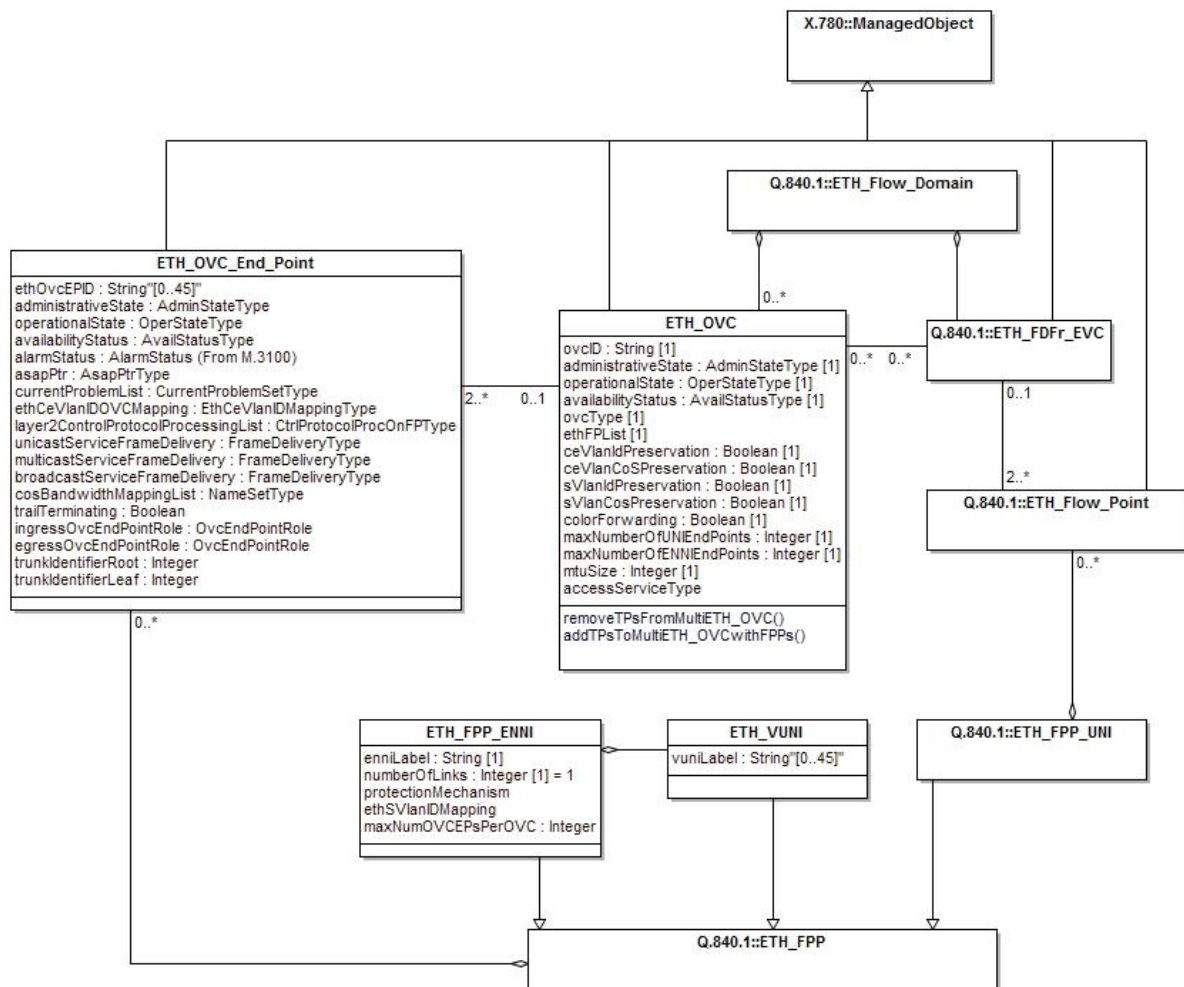 X.780::ManagedObject
Q.840.1::ETH_Flow_Domain
ETH_OVC_End_Point
ethOvcEPID : String"[0..45]"
administrativeState : AdminStateType
operationalState : OperStateType
availabilityStatus : AvailStatusType
alarmStatus : AlarmStatus (From M.3100)
asapPtr : AsapPtrType
currentProblemList : CurrentProblemSetType
ethCeVlanIDOVCMapping : EthCeVlanIDMappingType
layer2ControlProtocolProcessingList : CtrlProtocolProcOnFPType
unicastServiceFrameDelivery : FrameDeliveryType
multicastServiceFrameDelivery : FrameDeliveryType
broadcastServiceFrameDelivery : FrameDeliveryType
cosBandwidthMappingList : NameSetType
trailTerminating : Boolean
ingressOvcEndPointRole : OvcEndPointRole
egressOvcEndPointRole : OvcEndPointRole
trunkIdentifierRoot : Integer
trunkIdentifierLeaf : Integer
0..*
2..*
0..1
0..*
ETH_OVC
ovcID : String [1]
administrativeState : AdminStateType [1]
operationalState : OperStateType [1]
availabilityStatus : AvailStatusType [1]
ovcType [1]
ethFPList [1]
ceVlanIdPreservation : Boolean [1]
ceVlanCoSPreservation : Boolean [1]
sVlanIdPreservation : Boolean [1]
sVlanCosPreservation : Boolean [1]
colorForwarding : Boolean [1]
maxNumberOfUNIEndPoints : Integer [1]
maxNumberOfENNIEndPoints : Integer [1]
mtuSize : Integer [1]
accessServiceType
removeTPsFromMultiETH_OVC()
addTPsToMultiETH_OVCwithFPPs()
0..*
0..*
Q.840.1::ETH_FDFr_EVC
0..1
2..*
Q.840.1::ETH_Flow_Point
0..*
ETH_FPP_ENNI
enniLabel : String [1]
numberOfLinks : Integer [1] = 1
protectionMechanism
ethSVlanIDMapping
maxNumOVCEPsPerOVC : Integer
ETH_VUNI
vuniLabel : String"[0..45]"
Q.840.1::ETH_FPP_UNI
Q.840.1::ETH_FPP